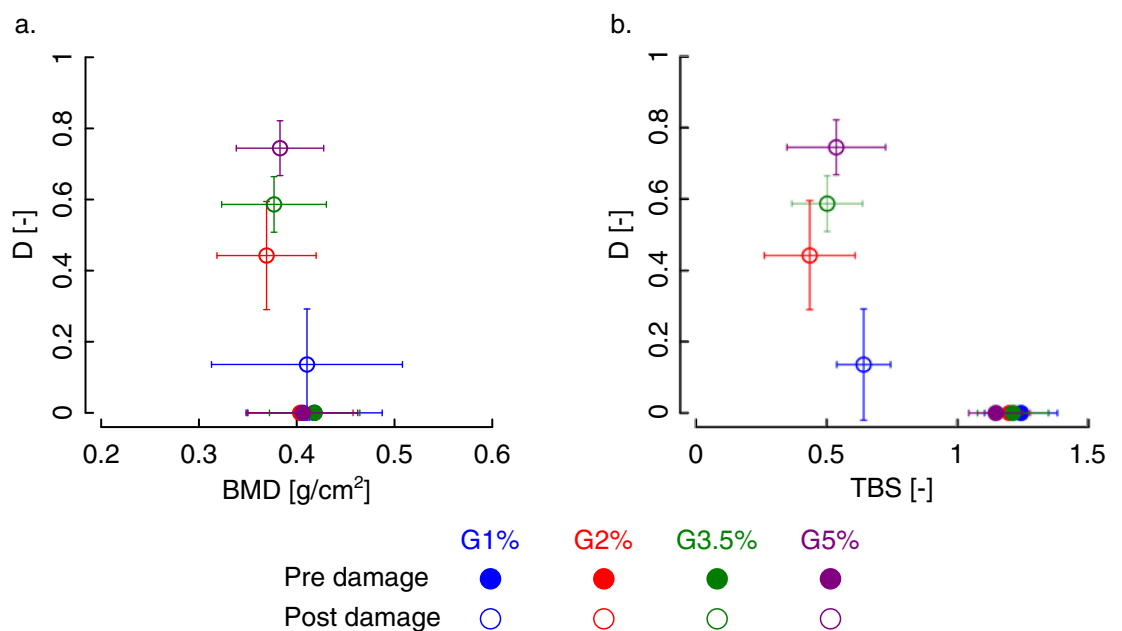 a.
D [-]
1
0.8
0.6
0.4
0.2
0
0.2 0.3 0.4 0.5 0.6
BMD [g/cm²]
b.
D [-]
1
0.8
0.6
0.4
0.2
0
0 0.5 1 1.5
TBS [-]
G1% G2% G3.5% G5%
Pre damage
Post damage